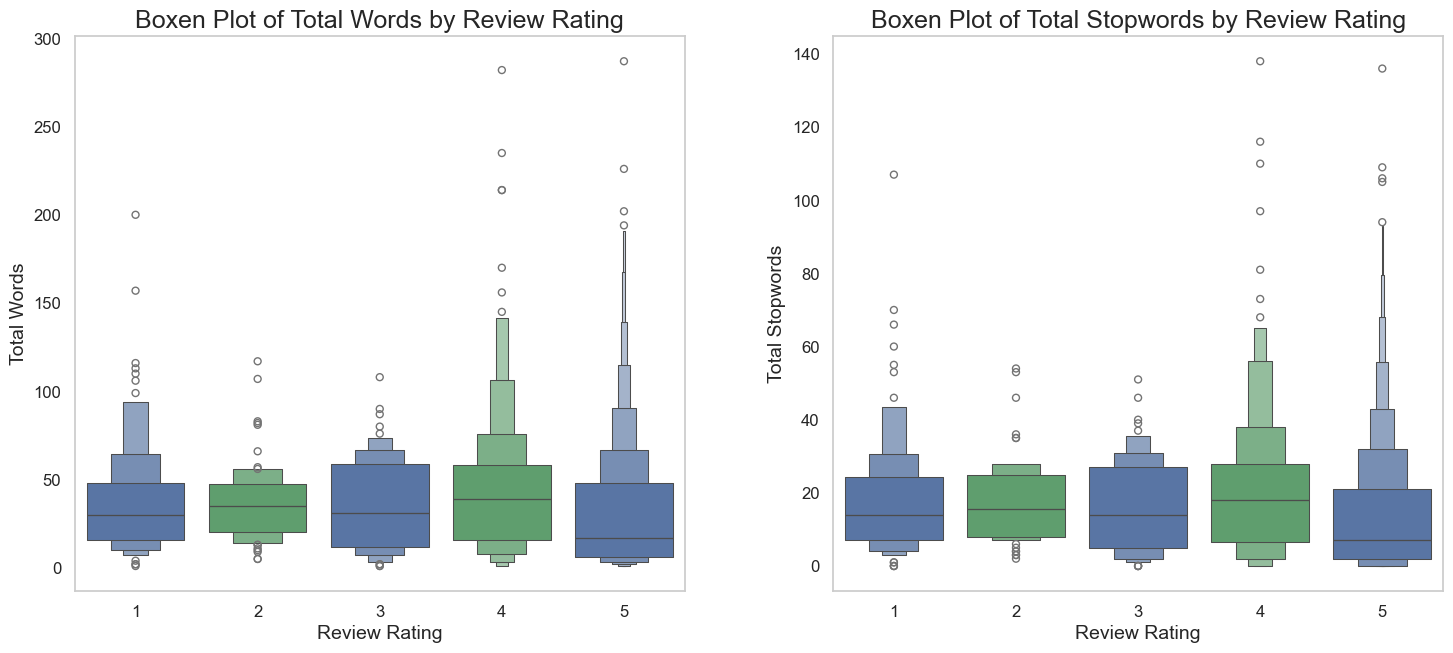 Boxen Plot of Total Words by Review Rating
300
250
200
150
100
50
0
Total Words
1 2 3 4 5
Review Rating
Boxen Plot of Total Stopwords by Review Rating
140
120
100
80
60
40
20
0
Total Stopwords
1 2 3 4 5
Review Rating